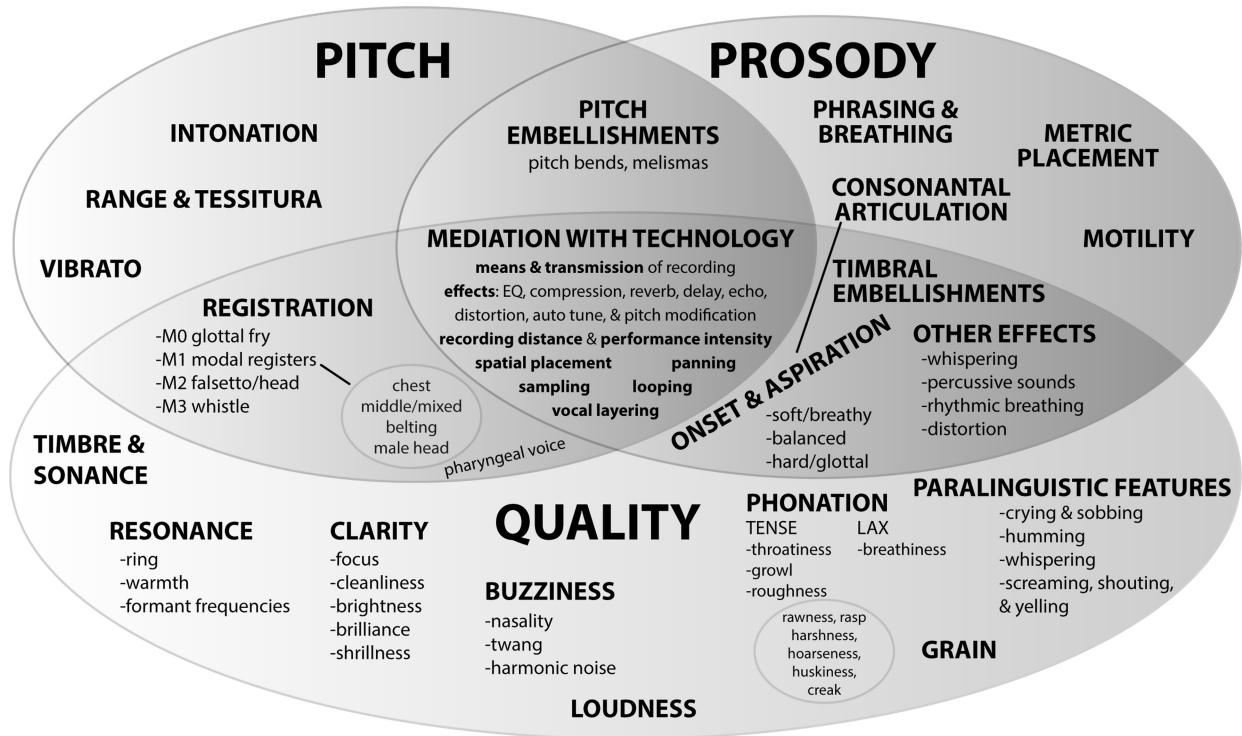 PITCH
PROSODY
INTONATION
RANGE & TESSITURA
VIBRATO
PITCH
EMBELLISHMENTS
pitch bends, melismas
PHRASING &
BREATHING
METRIC
PLACEMENT
CONSONANTAL
ARTICULATION
MOTILITY
MEDIATION WITH TECHNOLOGY
means & transmission of recording
effects: EQ, compression, reverb, delay, echo,
distortion, auto tune, & pitch modification
recording distance & performance intensity
spatial placement panning
sampling looping
vocal layering
REGISTRATION
-M0 glottal fry
-M1 modal registers
-M2 falsetto/head
-M3 whistle
chest
middle/mixed
belting
male head
pharyngeal voice
TIMBRAL
EMBELLISHMENTS
ONSET & ASPIRATION
-soft/breathy
-balanced
-hard/glottal
OTHER EFFECTS
-whispering
-percussive sounds
-rhythmic breathing
-distortion
TIMBRE &
SONANCE
QUALITY
RESONANCE
-ring
-warmth
-formant frequencies
CLARITY
-focus
-cleanliness
-brightness
-brilliance
-shrillness
BUZZINESS
-nasality
-twang
-harmonic noise
LOUDNESS
PHONATION
TENSE
-throatiness
-growl
-roughness
LAX
-breathiness
rawness, rasp
harshness,
hoarseness,
huskiness,
creak
PARALINGUISTIC FEATURES
-crying & sobbing
-humming
-whispering
-screaming, shouting,
& yelling
GRAIN